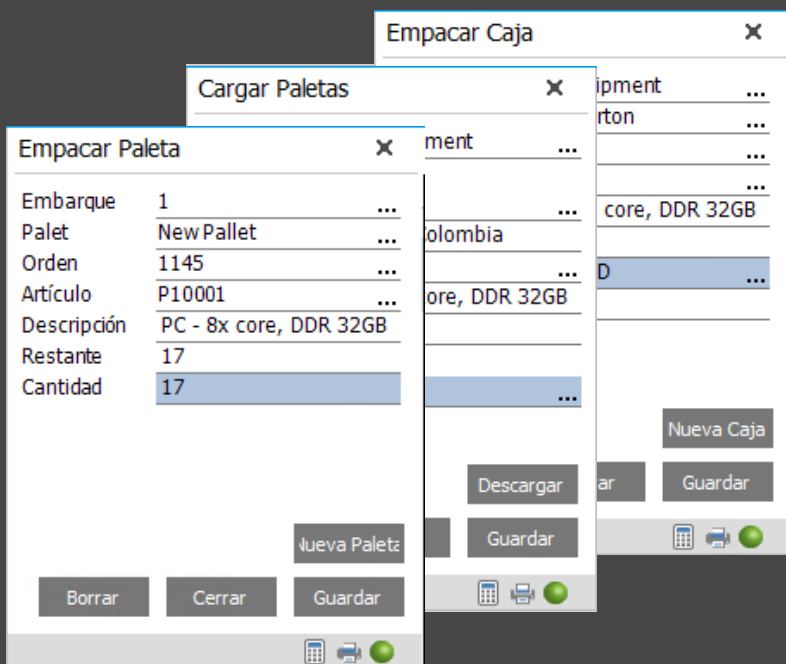 Empacar Caja
ipment ...
rton ...
...
...
core, DDR 32GB
D ...
Nueva Caja
ar Guardar
Cargar Paletas
ment ...
...
olombia
...
ore, DDR 32GB
...
Descargar
Guardar
Empacar Paleta
Embarque 1 ...
Palet New Pallet ...
Orden 1145 ...
Artículo P10001 ...
Descripción PC - 8x core, DDR 32GB
Restante 17
Cantidad 17
Nueva Paleta
Borrar Cerrar Guardar